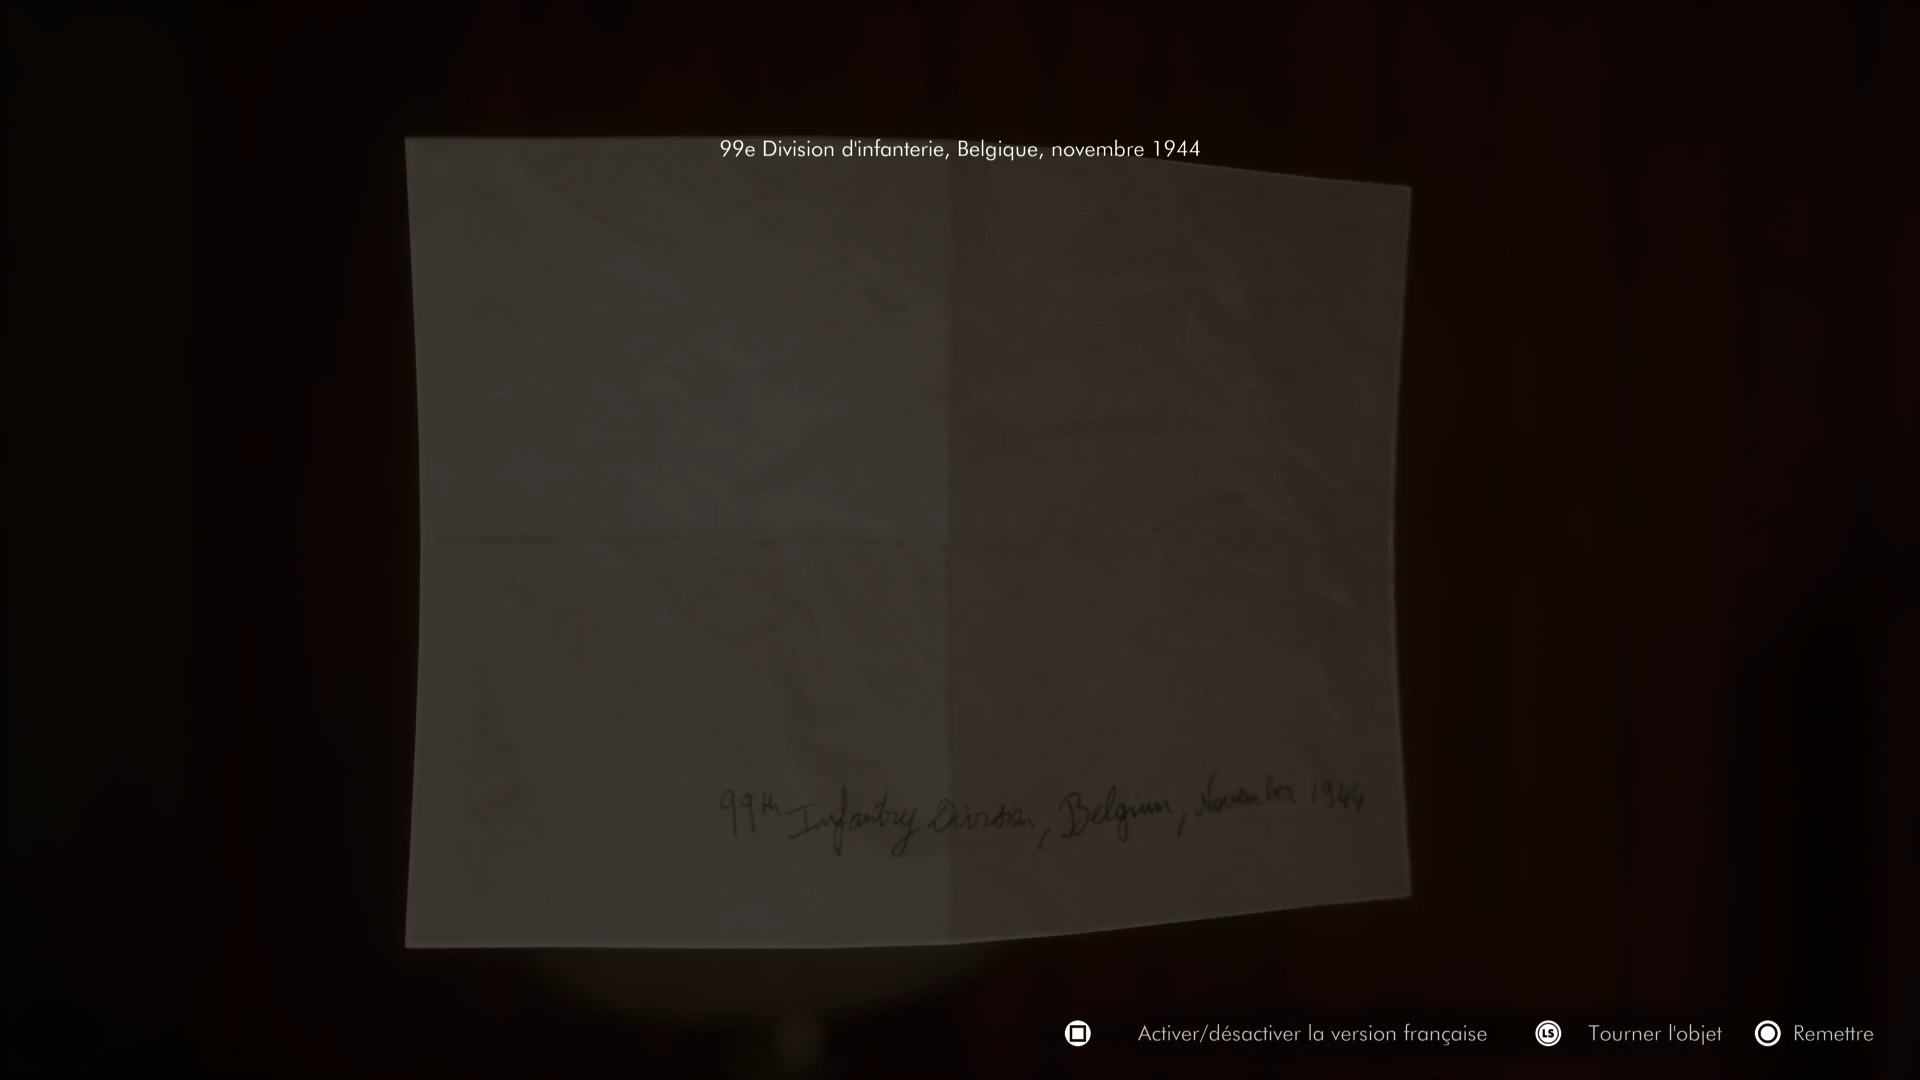 99e Division d'infanterie, Belgique, novembre 1944
99th Infantry Division, Belgium, November 1944
Activer/désactiver la version française LS Tourner l'objet Remettre